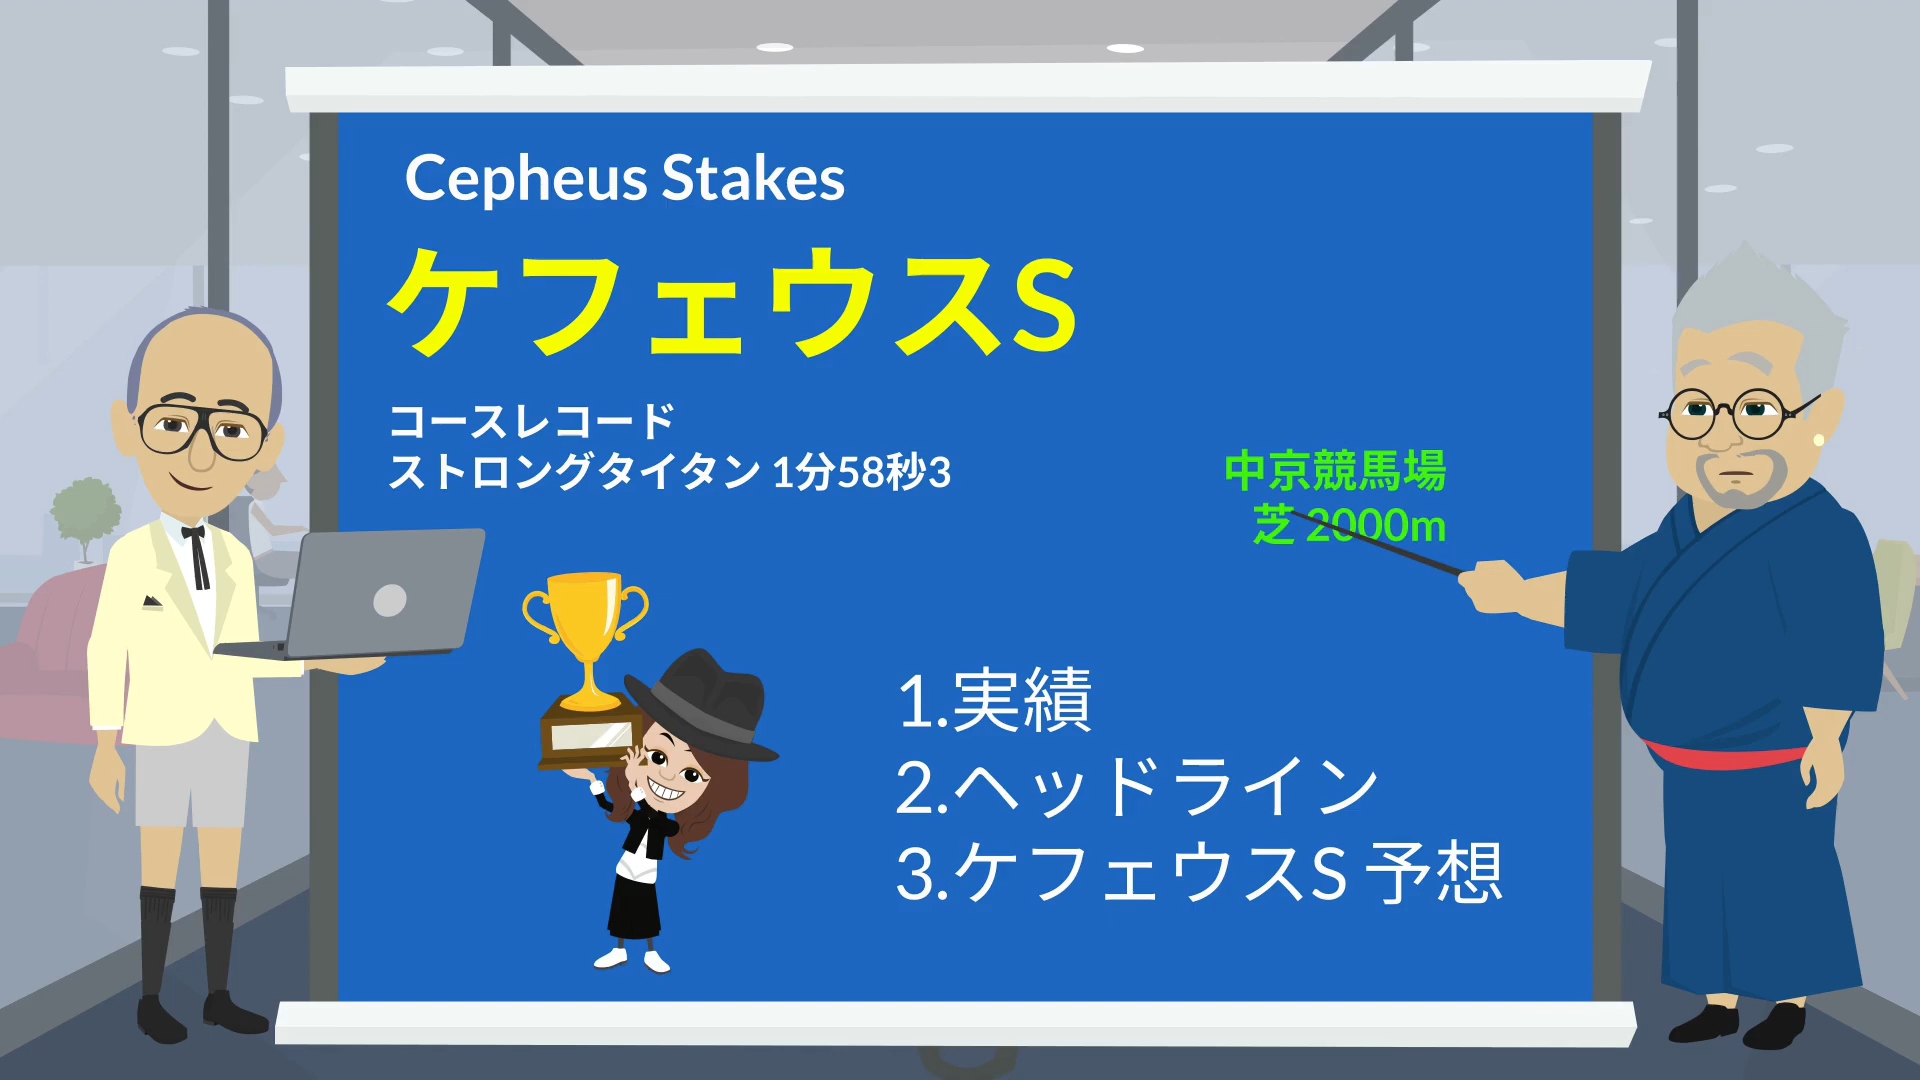 Cepheus Stakes
ケフェウスS
コースレコード
ストロングタイタン 1分58秒3
中京競馬場
芝 2000m
1.実績
2.ヘッドライン
3.ケフェウスS 予想